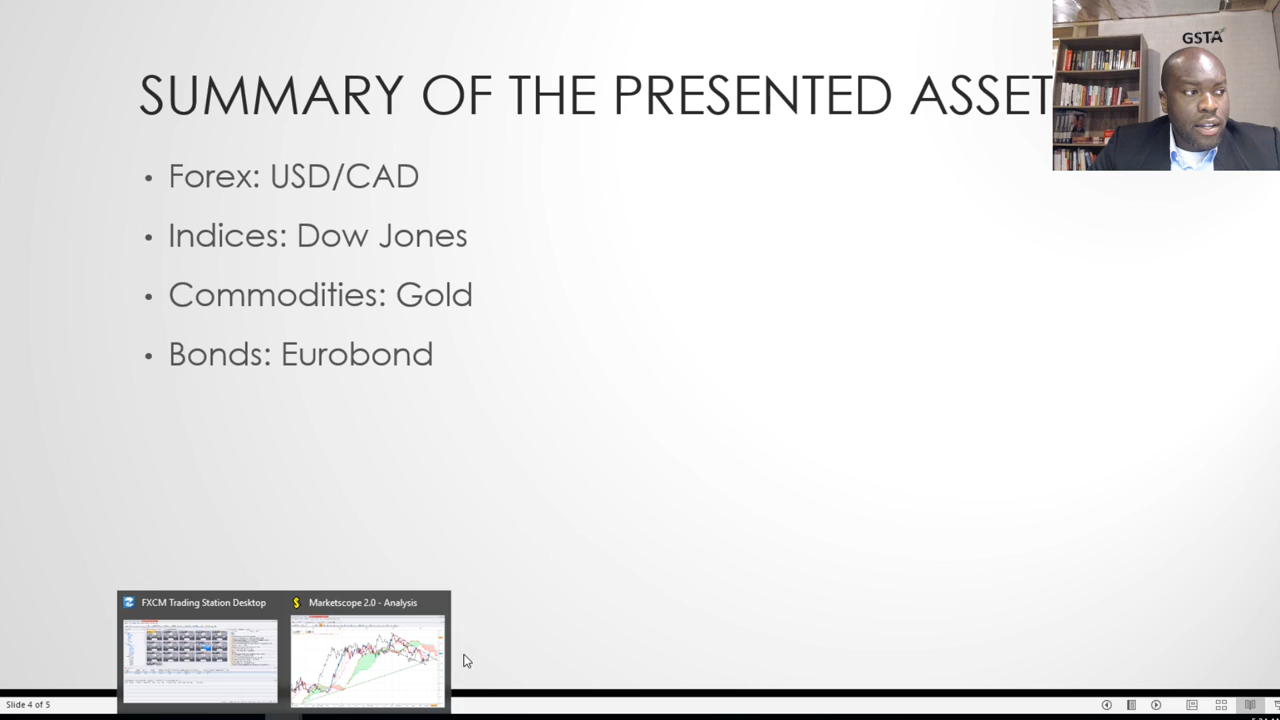 SUMMARY OF THE PRESENTED ASSET
GSTA
• Forex: USD/CAD
• Indices: Dow Jones
• Commodities: Gold
• Bonds: Eurobond
FXCM Trading Station Desktop
Marketscope 2.0 - Analysis
Slide 4 of 5